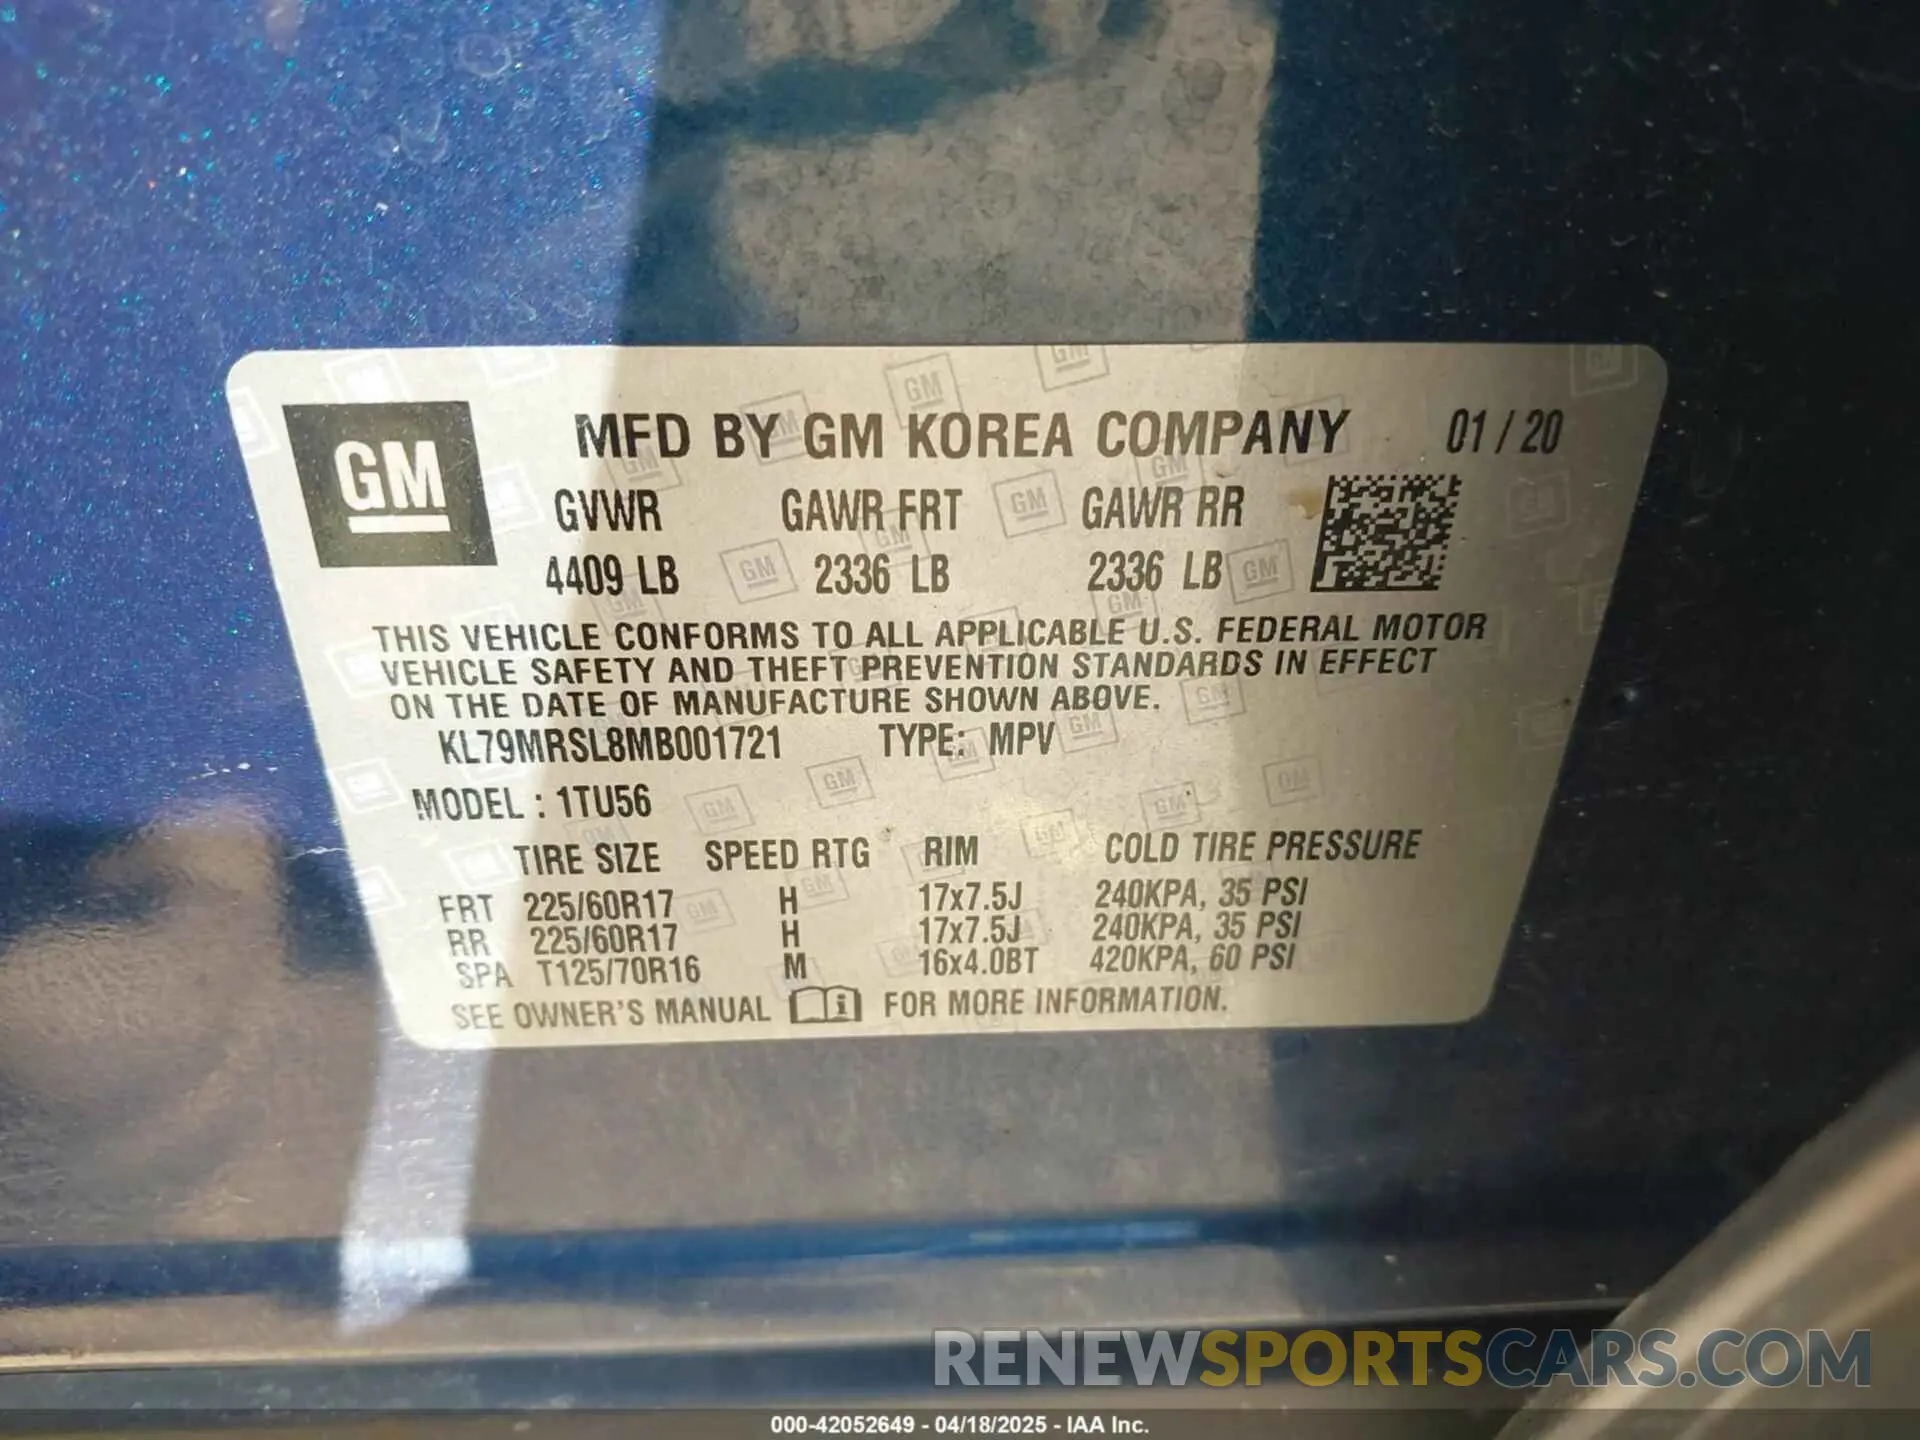 GM
MFD BY GM KOREA COMPANY 01 / 20
GVWR GAWR FRT GAWR RR
4409 LB 2336 LB 2336 LB
THIS VEHICLE CONFORMS TO ALL APPLICABLE U.S. FEDERAL MOTOR
VEHICLE SAFETY AND THEFT PREVENTION STANDARDS IN EFFECT
ON THE DATE OF MANUFACTURE SHOWN ABOVE.
KL79MRSL8MB001721 TYPE: MPV
MODEL : 1TU56
TIRE SIZE SPEED RTG RIM COLD TIRE PRESSURE
FRT 225/60R17 H 17x7.5J 240KPA, 35 PSI
RR 225/60R17 H 17x7.5J 240KPA, 35 PSI
SPA T125/70R16 M 16x4.0BT 420KPA, 60 PSI
SEE OWNER'S MANUAL i FOR MORE INFORMATION.
RENEWSPORTSCARS.COM
000-42052649 - 04/18/2025 - IAA Inc.